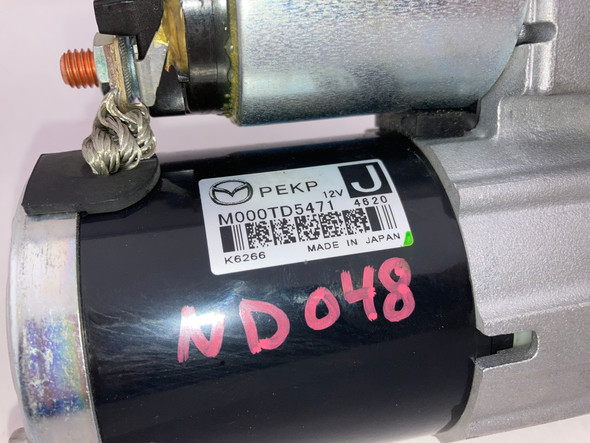 PEKP 12V J
M000TD5471 4620
MADE IN JAPAN
K6266
ND048